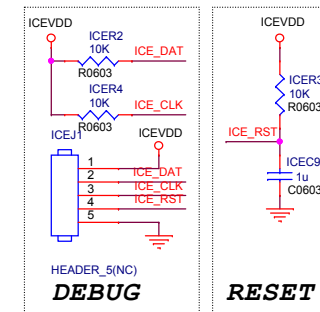 ICEVDD
ICER2
10K
ICE_DAT
R0603
ICER4
10K
ICE_CLK
R0603
ICEJ1
ICEVDD
1
2
ICE_DAT
3
ICE_CLK
4
ICE_RST
5
HEADER_5(NC)
DEBUG
ICEVDD
ICER3
10K
R0603
ICE_RST
ICEC9
1u
C0603
RESET